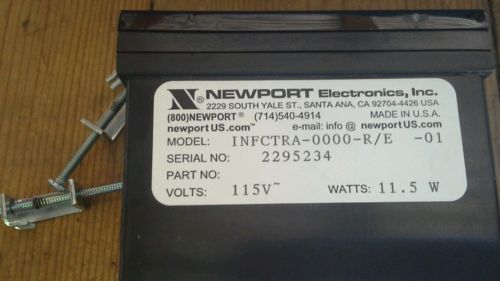 N® NEWPORT Electronics, Inc.
2229 SOUTH YALE ST., SANTA ANA, CA 92704-4426 USA
(800)NEWPORT® (714)540-4914 MADE IN U.S.A.
newportUS.com™ e-mail: info @ newportUS.com
MODEL: INFCTRA-0000-R/E -01
SERIAL NO: 2295234
PART NO:
VOLTS: 115V~ WATTS: 11.5 W